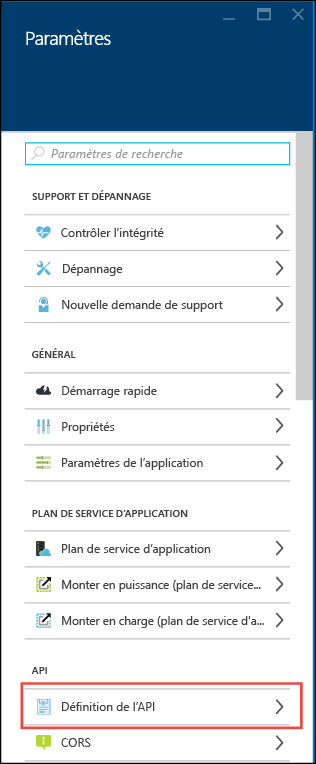 Paramètres
Paramètres de recherche
SUPPORT ET DÉPANNAGE
Contrôler l'intégrité
Dépannage
Nouvelle demande de support
GÉNÉRAL
Démarrage rapide
Propriétés
Paramètres de l'application
PLAN DE SERVICE D'APPLICATION
Plan de service d'application
Monter en puissance (plan de service...
Monter en charge (plan de service d'a...
API
Définition de l'API
CORS